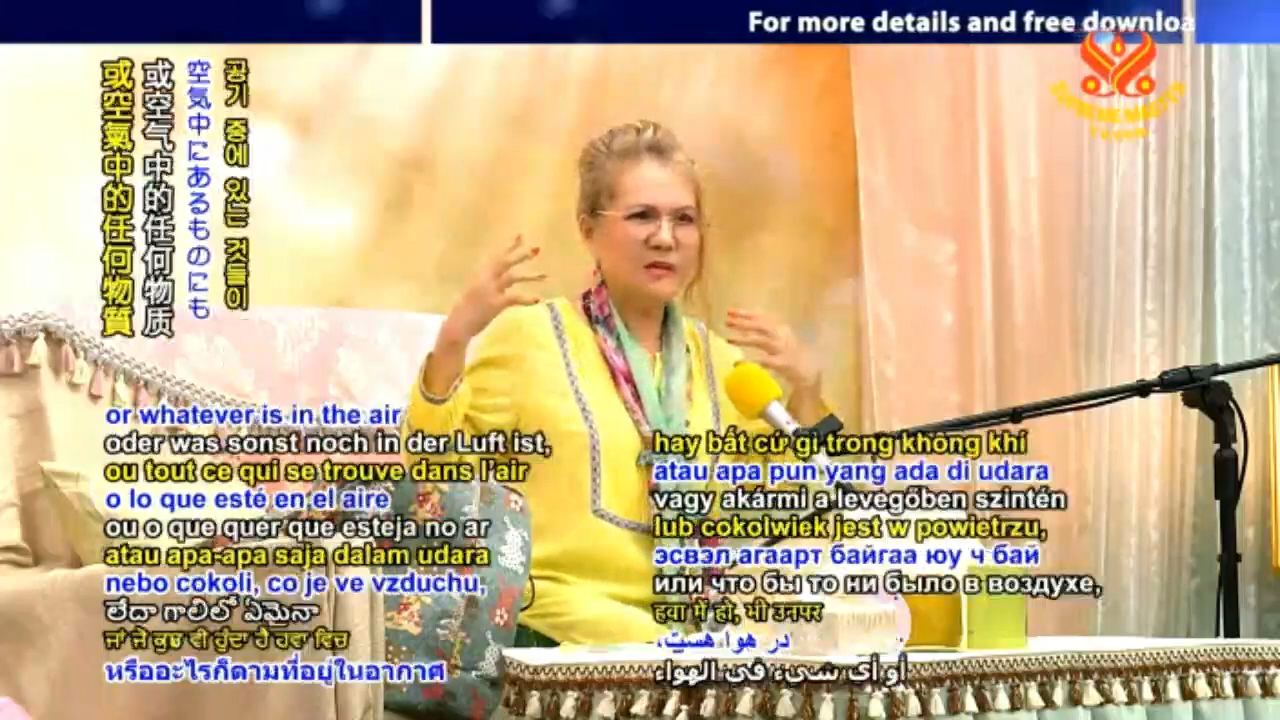 For more details and free downloa
SUPREME MASTER
TELEVISION
공기 중에 있는 것들이
空気中にあるものにも
或空气中的任何物质
或空氣中的任何物質
or whatever is in the air
oder was sonst noch in der Luft ist,
ou tout ce qui se trouve dans l'air
o lo que esté en el aire
ou o que quer que esteja no ar
atau apa-apa saja dalam udara
nebo cokoli, co je ve vzduchu,
లేదా గాలిలో ఏమైనా
ਜਾਂ ਜੋ ਕੁਛ ਵੀ ਹੁੰਦਾ ਹੈ ਹਵਾ ਵਿਚ
หรืออะไรก็ตามที่อยู่ในอากาศ
hay bất cứ gì trong không khí
atau apa pun yang ada di udara
vagy akármi a levegőben szintén
lub cokolwiek jest w powietrzu,
эсвэл агаарт байгаа юу ч бай
или что бы то ни было в воздухе,
हवा में हो, भी उनपर
در هوا هست،
أو أي شيء في الهواء